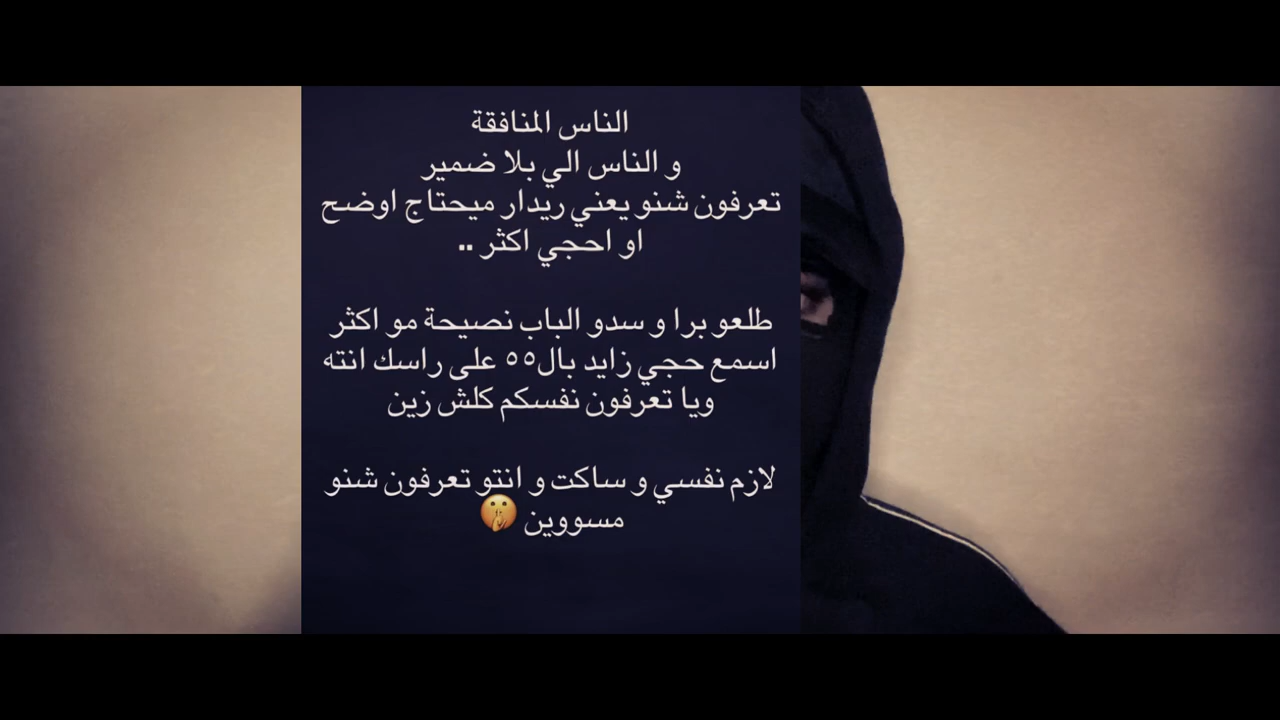 الناس المنافقة
و الناس الي بلا ضمير
تعرفون شنو يعني ريدار ميحتاج اوضح
او احجي اكثر ..
طلعو برا و سدو الباب نصيحة مو اكثر
اسمع حجي زايد بال٥٥ على راسك انته
ويا تعرفون نفسكم كلش زين
لازم نفسي و ساكت و انتو تعرفون شنو
مسووين 🤫